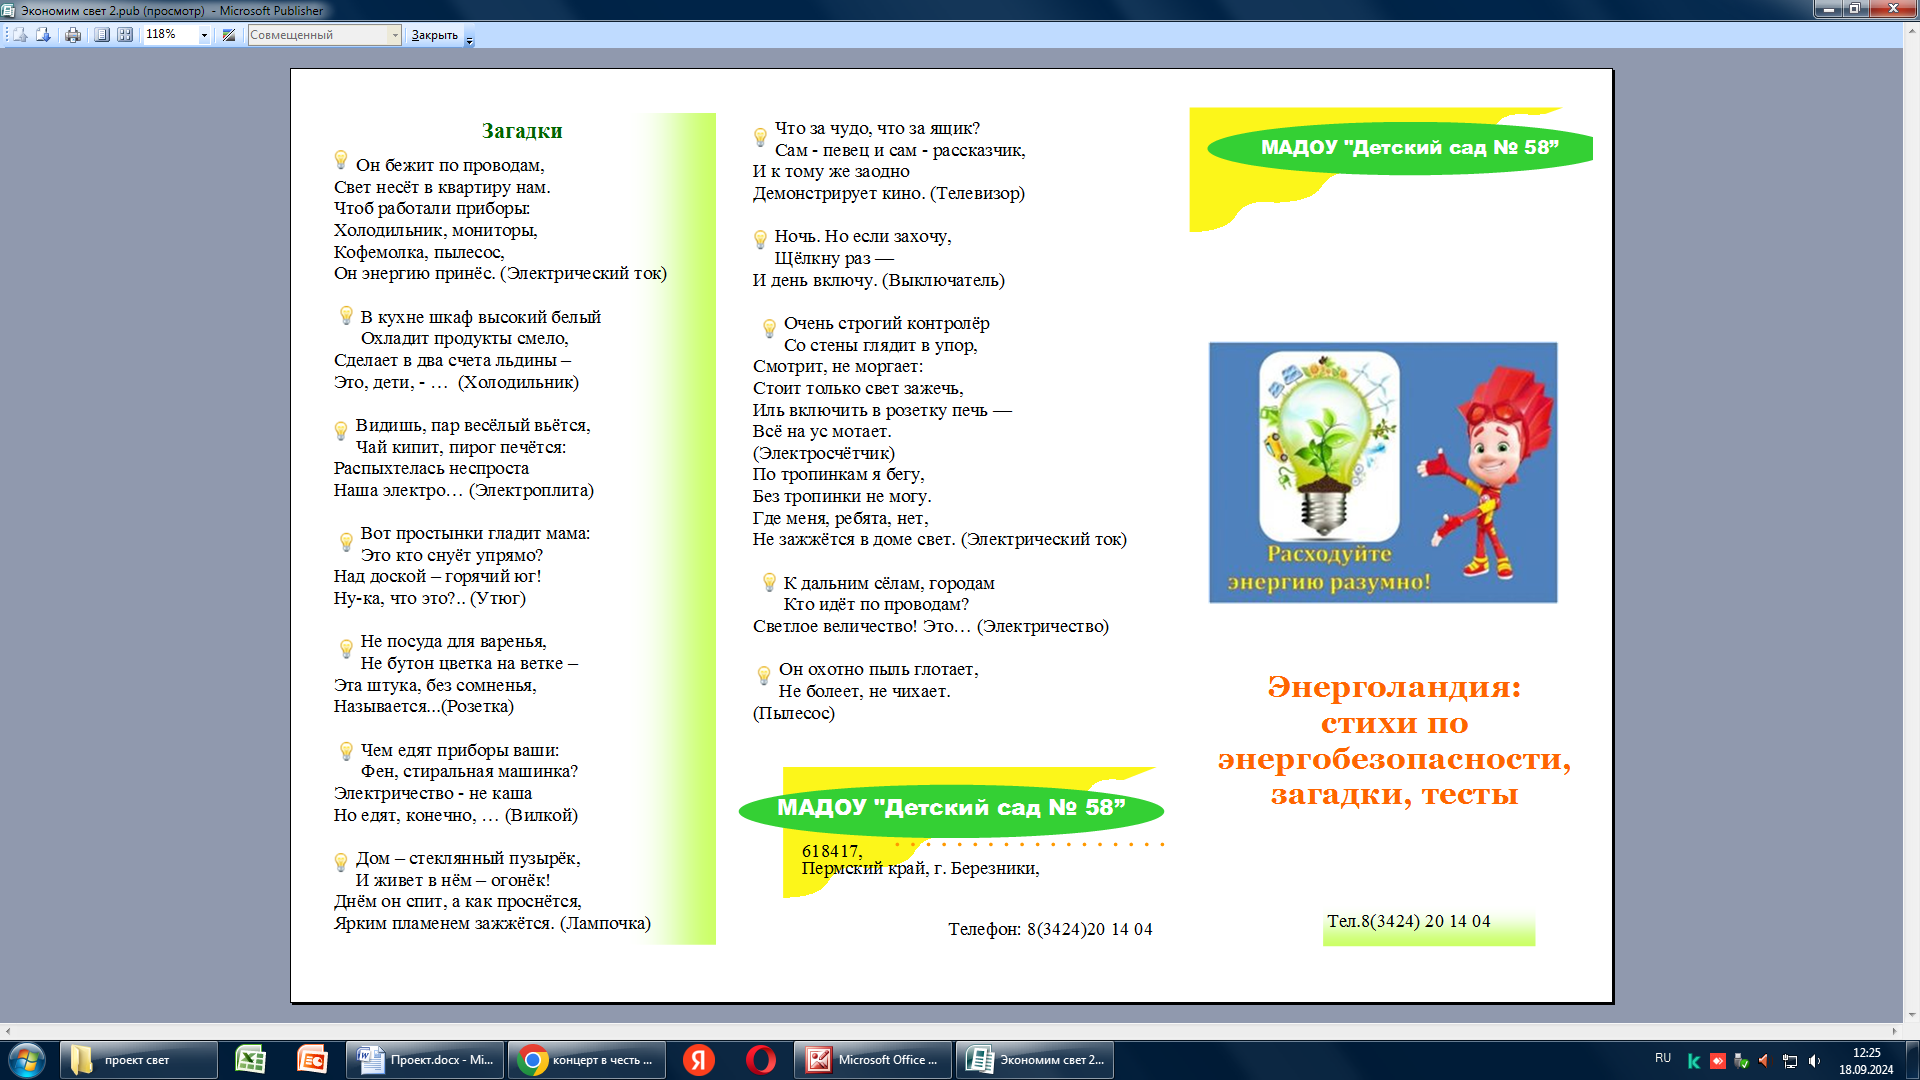 Экономим свет 2.pub (просмотр) - Microsoft Publisher
118%
Совмещенный
Закрыть
Загадки
Он бежит по проводам,
Свет несёт в квартиру нам.
Чтоб работали приборы:
Холодильник, мониторы,
Кофемолка, пылесос,
Он энергию принёс. (Электрический ток)
В кухне шкаф высокий белый
Охладит продукты смело,
Сделает в два счета льдины –
Это, дети, - … (Холодильник)
Видишь, пар весёлый вьётся,
Чай кипит, пирог печётся:
Распыхтелась неспроста
Наша электро… (Электроплита)
Вот простынки гладит мама:
Это кто снуёт упрямо?
Над доской – горячий юг!
Ну-ка, что это?.. (Утюг)
Не посуда для варенья,
Не бутон цветка на ветке –
Эта штука, без сомненья,
Называется...(Розетка)
Чем едят приборы ваши:
Фен, стиральная машинка?
Электричество - не каша
Но едят, конечно, … (Вилкой)
Дом – стеклянный пузырёк,
И живет в нём – огонёк!
Днём он спит, а как проснётся,
Ярким пламенем зажжётся. (Лампочка)
Что за чудо, что за ящик?
Сам - певец и сам - рассказчик,
И к тому же заодно
Демонстрирует кино. (Телевизор)
Ночь. Но если захочу,
Щёлкну раз —
И день включу. (Выключатель)
Очень строгий контролёр
Со стены глядит в упор,
Смотрит, не моргает:
Стоит только свет зажечь,
Иль включить в розетку печь —
Всё на ус мотает.
(Электросчётчик)
По тропинкам я бегу,
Без тропинки не могу.
Где меня, ребята, нет,
Не зажжётся в доме свет. (Электрический ток)
К дальним сёлам, городам
Кто идёт по проводам?
Светлое величество! Это… (Электричество)
Он охотно пыль глотает,
Не болеет, не чихает.
(Пылесос)
МАДОУ "Детский сад № 58”
618417,
Пермский край, г. Березники,
Телефон: 8(3424)20 14 04
МАДОУ "Детский сад № 58”
Расходуйте
энергию разумно!
Энерголандия:
стихи по
энергобезопасности,
загадки, тесты
Тел.8(3424) 20 14 04
проект свет
Проект.docx - Mi...
концерт в честь ...
Я
Microsoft Office ...
Экономим свет 2...
RU
12:25
18.09.2024